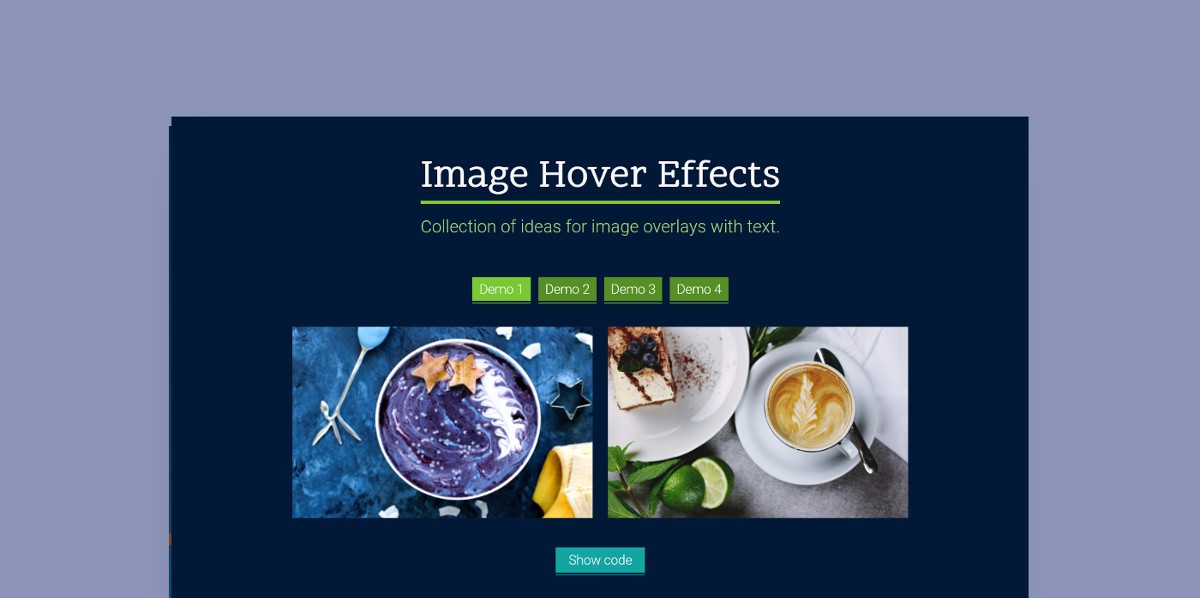 Image Hover Effects
Collection of ideas for image overlays with text.
Demo 1 Demo 2 Demo 3 Demo 4
Show code